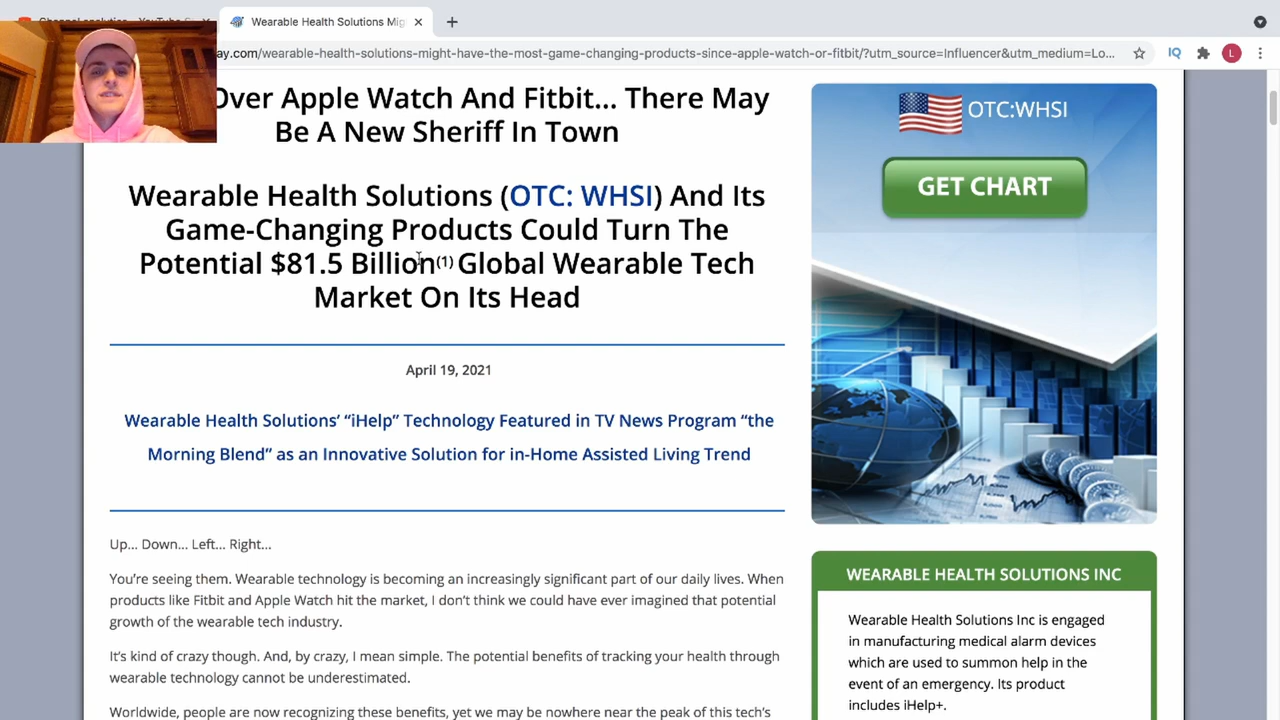 Channel analytics - YouTube
Wearable Health Solutions Mig
ay.com/wearable-health-solutions-might-have-the-most-game-changing-products-since-apple-watch-or-fitbit/?utm_source=Influencer&utm_medium=Lo...
IQ
L
Over Apple Watch And Fitbit... There May
Be A New Sheriff In Town
Wearable Health Solutions (OTC: WHSI) And Its
Game-Changing Products Could Turn The
Potential $81.5 Billion(1) Global Wearable Tech
Market On Its Head
April 19, 2021
Wearable Health Solutions’ “iHelp” Technology Featured in TV News Program “the
Morning Blend” as an Innovative Solution for in-Home Assisted Living Trend
Up... Down... Left... Right...
You’re seeing them. Wearable technology is becoming an increasingly significant part of our daily lives. When
products like Fitbit and Apple Watch hit the market, I don’t think we could have ever imagined that potential
growth of the wearable tech industry.
It’s kind of crazy though. And, by crazy, I mean simple. The potential benefits of tracking your health through
wearable technology cannot be underestimated.
Worldwide, people are now recognizing these benefits, yet we may be nowhere near the peak of this tech’s
OTC:WHSI
GET CHART
WEARABLE HEALTH SOLUTIONS INC
Wearable Health Solutions Inc is engaged
in manufacturing medical alarm devices
which are used to summon help in the
event of an emergency. Its product
includes iHelp+.